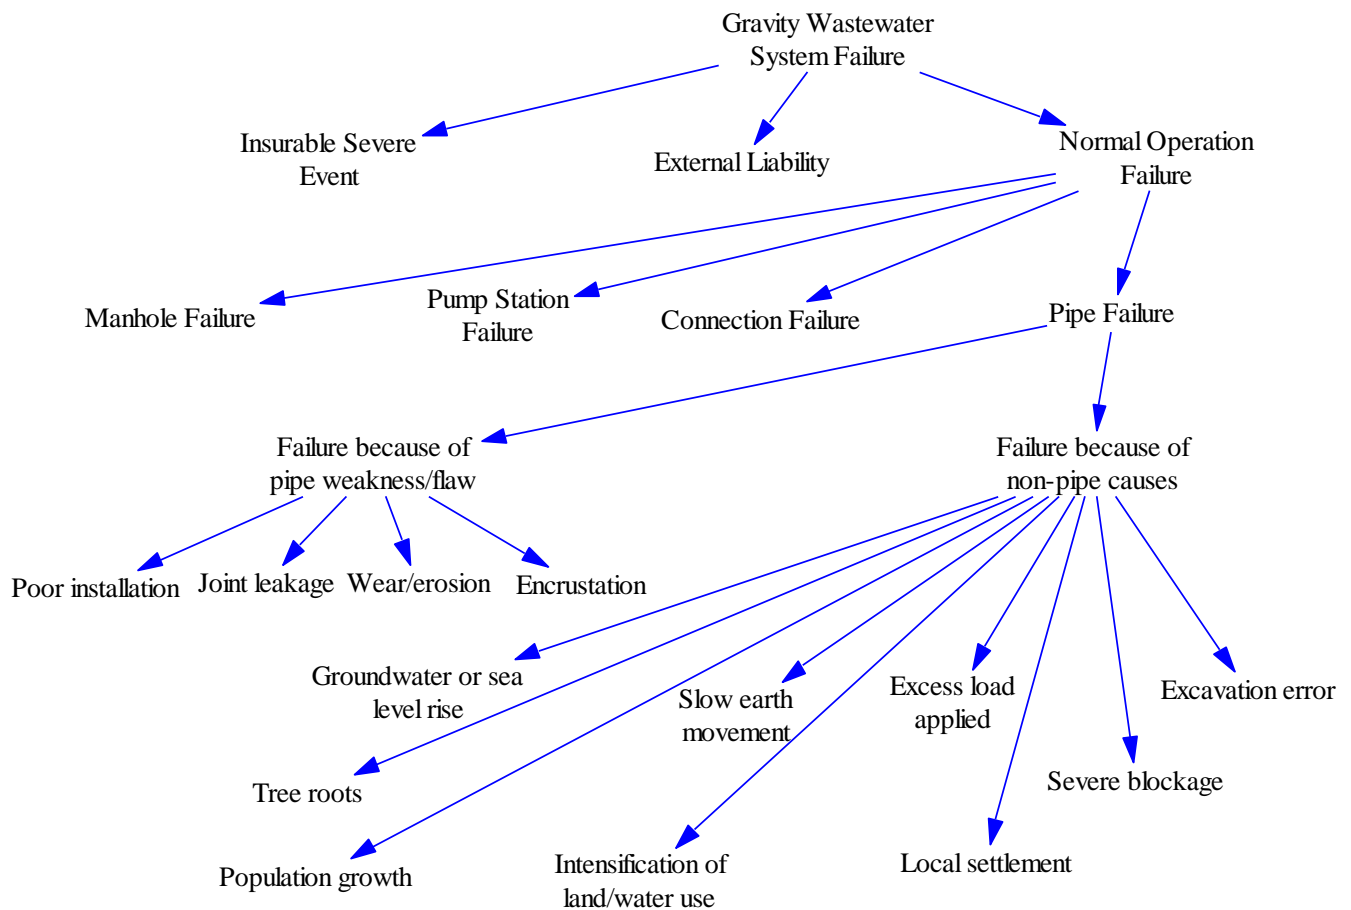 Gravity Wastewater
System Failure
Insurable Severe
Event
External Liability
Normal Operation
Failure
Manhole Failure
Pump Station
Failure
Connection Failure
Pipe Failure
Failure because of
pipe weakness/flaw
Failure because of
non-pipe causes
Poor installation
Joint leakage
Wear/erosion
Encrustation
Groundwater or sea
level rise
Slow earth
movement
Excess load
applied
Excavation error
Tree roots
Severe blockage
Population growth
Intensification of
land/water use
Local settlement